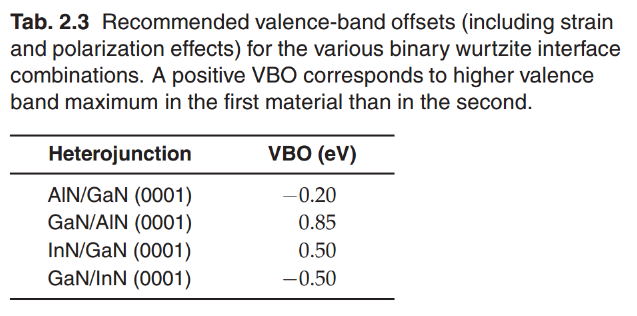 Tab. 2.3 Recommended valence-band offsets (including strain
and polarization effects) for the various binary wurtzite interface
combinations. A positive VBO corresponds to higher valence
band maximum in the first material than in the second.
Heterojunction VBO (eV)
AlN/GaN (0001) −0.20
GaN/AlN (0001) 0.85
InN/GaN (0001) 0.50
GaN/InN (0001) −0.50